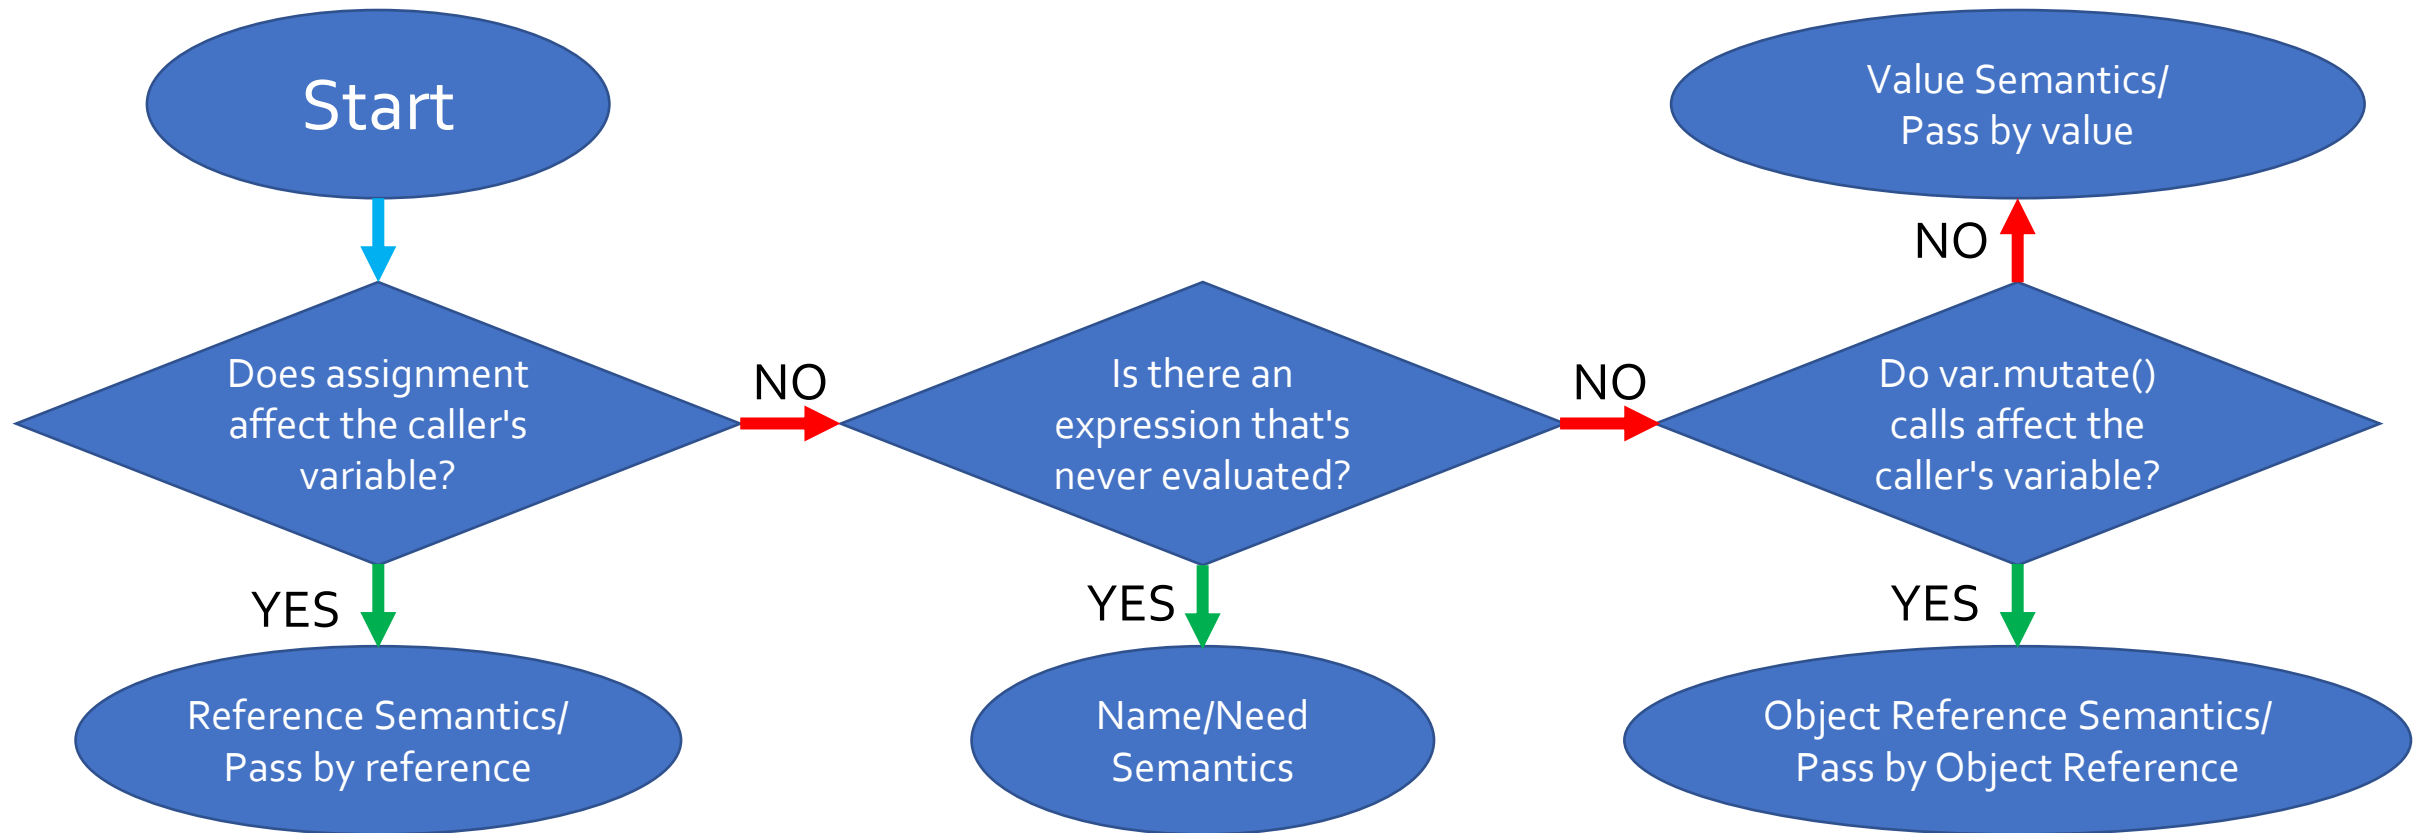 Start
Value Semantics/
Pass by value
NO
Does assignment
affect the caller's
variable?
NO
Is there an
expression that's
never evaluated?
NO
Do var.mutate()
calls affect the
caller's variable?
YES
YES
YES
Reference Semantics/
Pass by reference
Name/Need
Semantics
Object Reference Semantics/
Pass by Object Reference